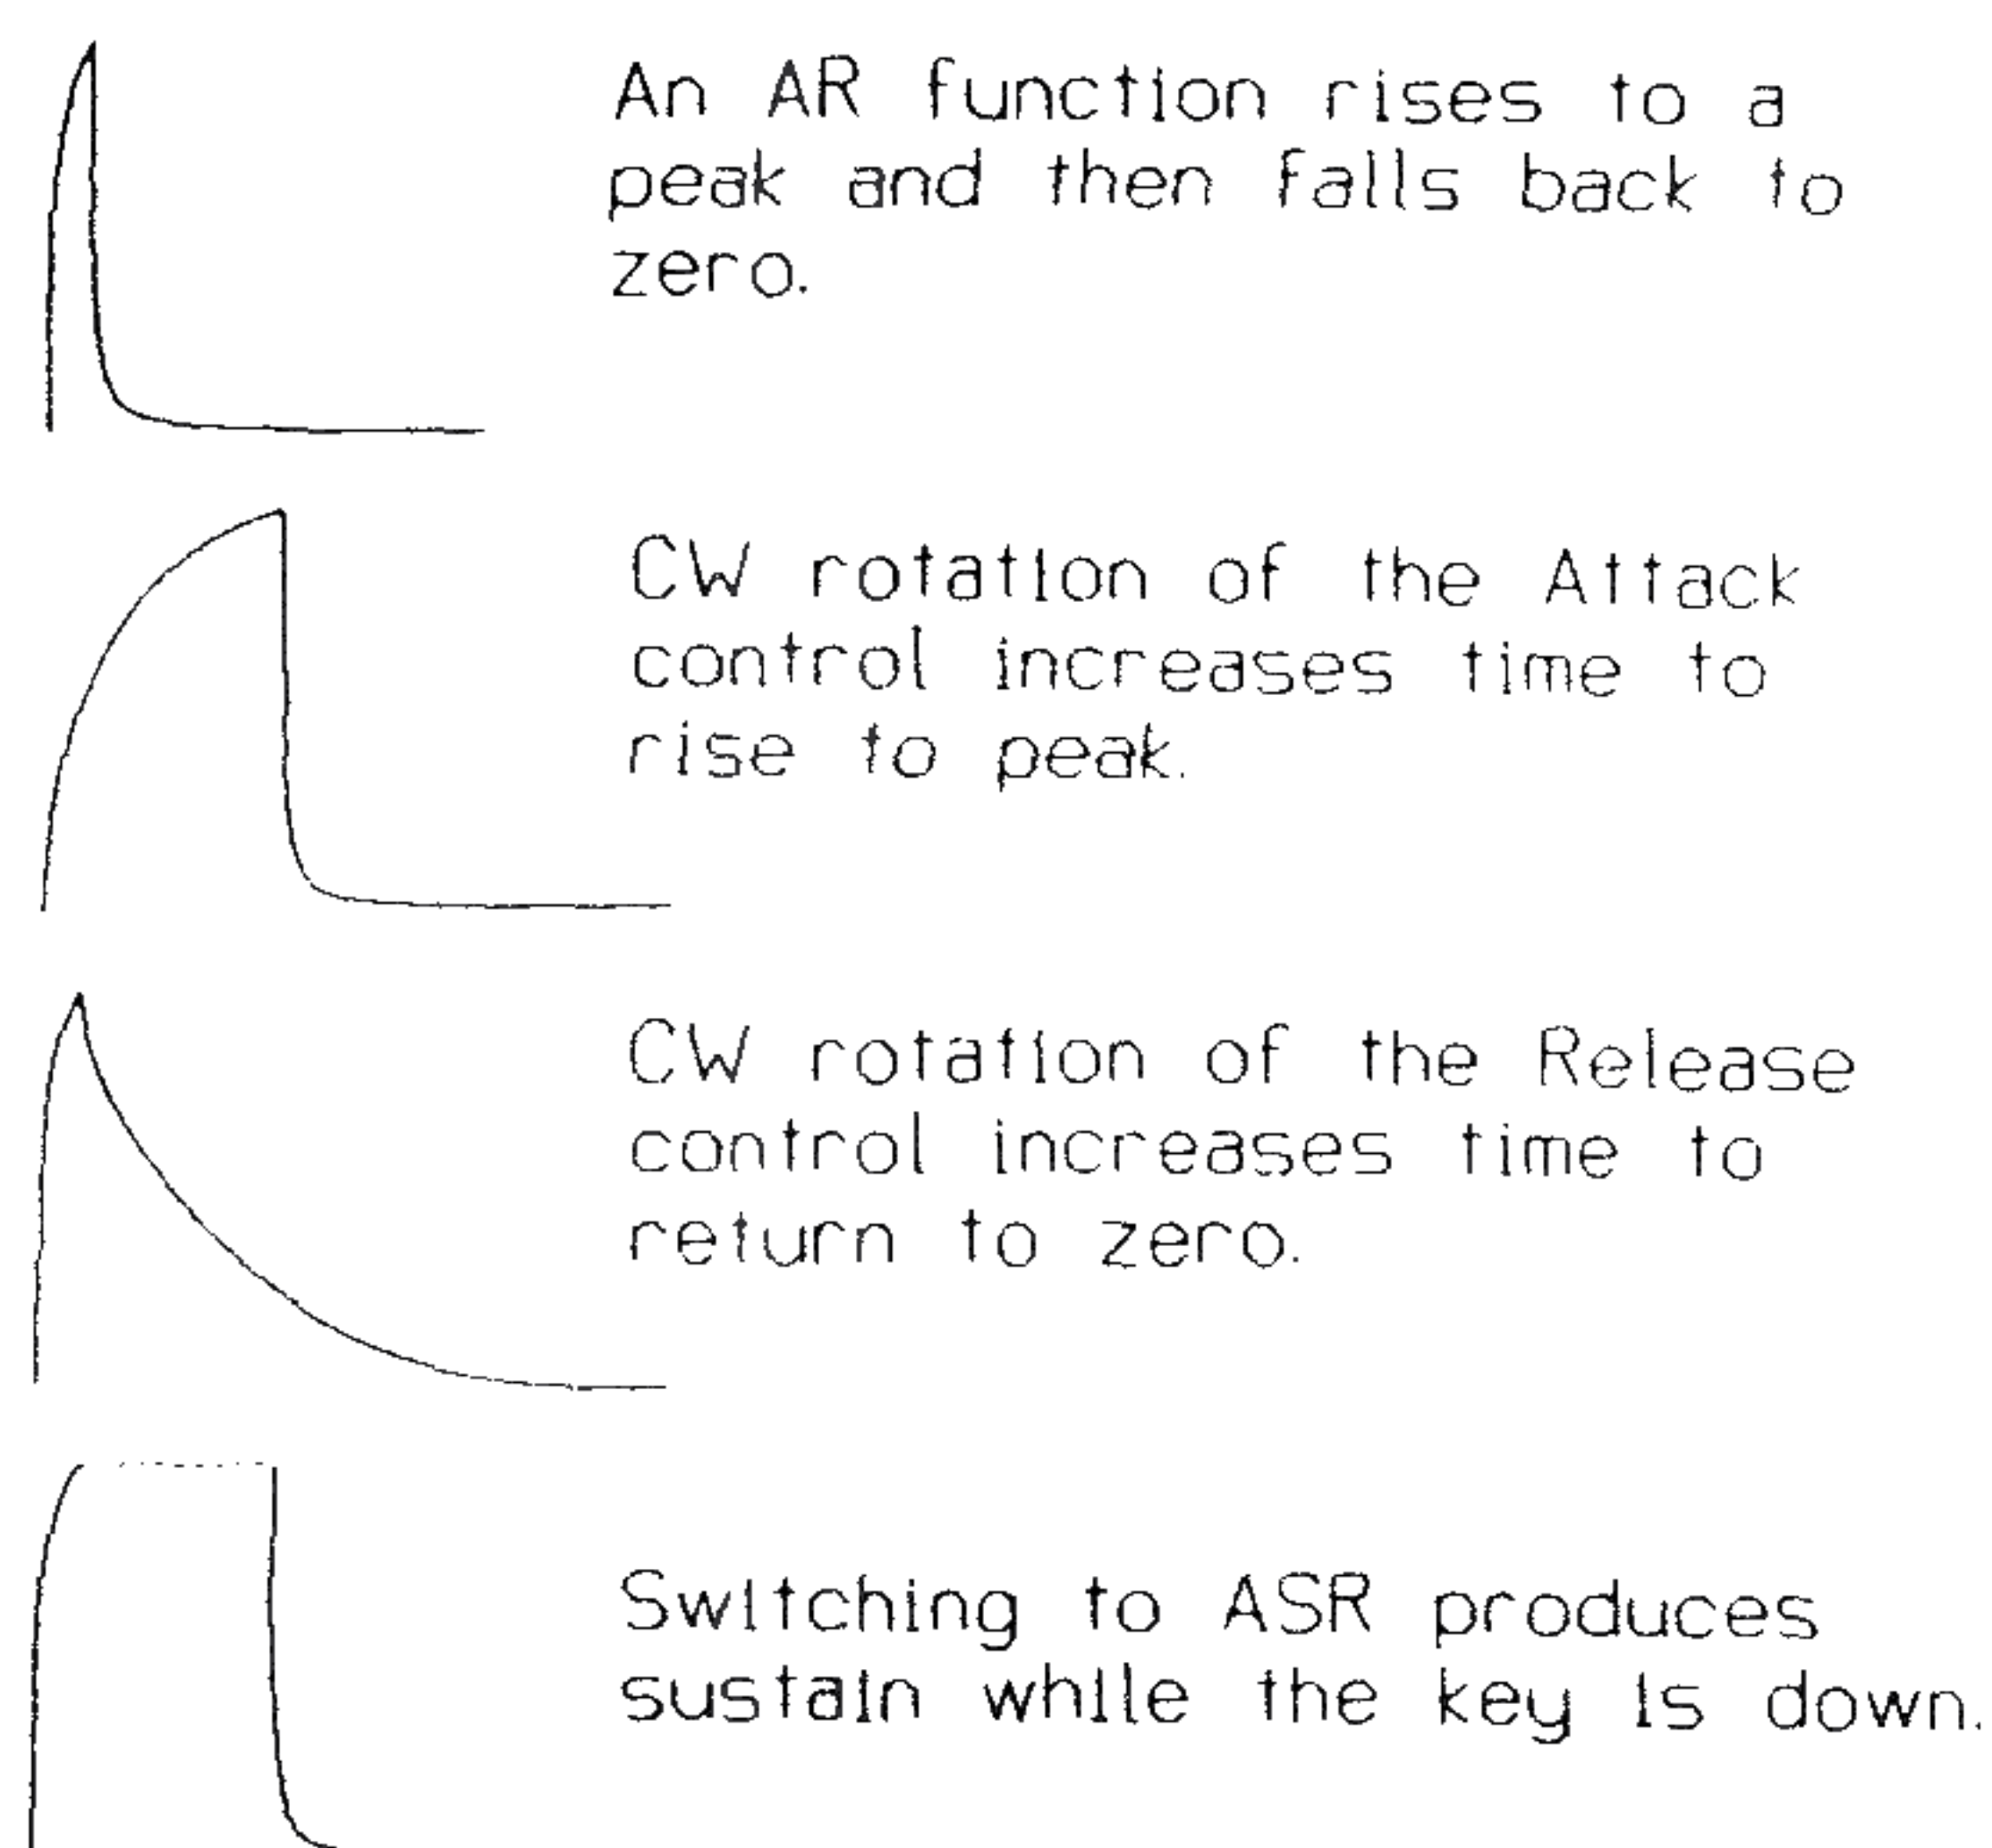 An AR function rises to a
peak and then falls back to
zero.
CW rotation of the Attack
control increases time to
rise to peak.
CW rotation of the Release
control increases time to
return to zero.
Switching to ASR produces
sustain while the key is down.